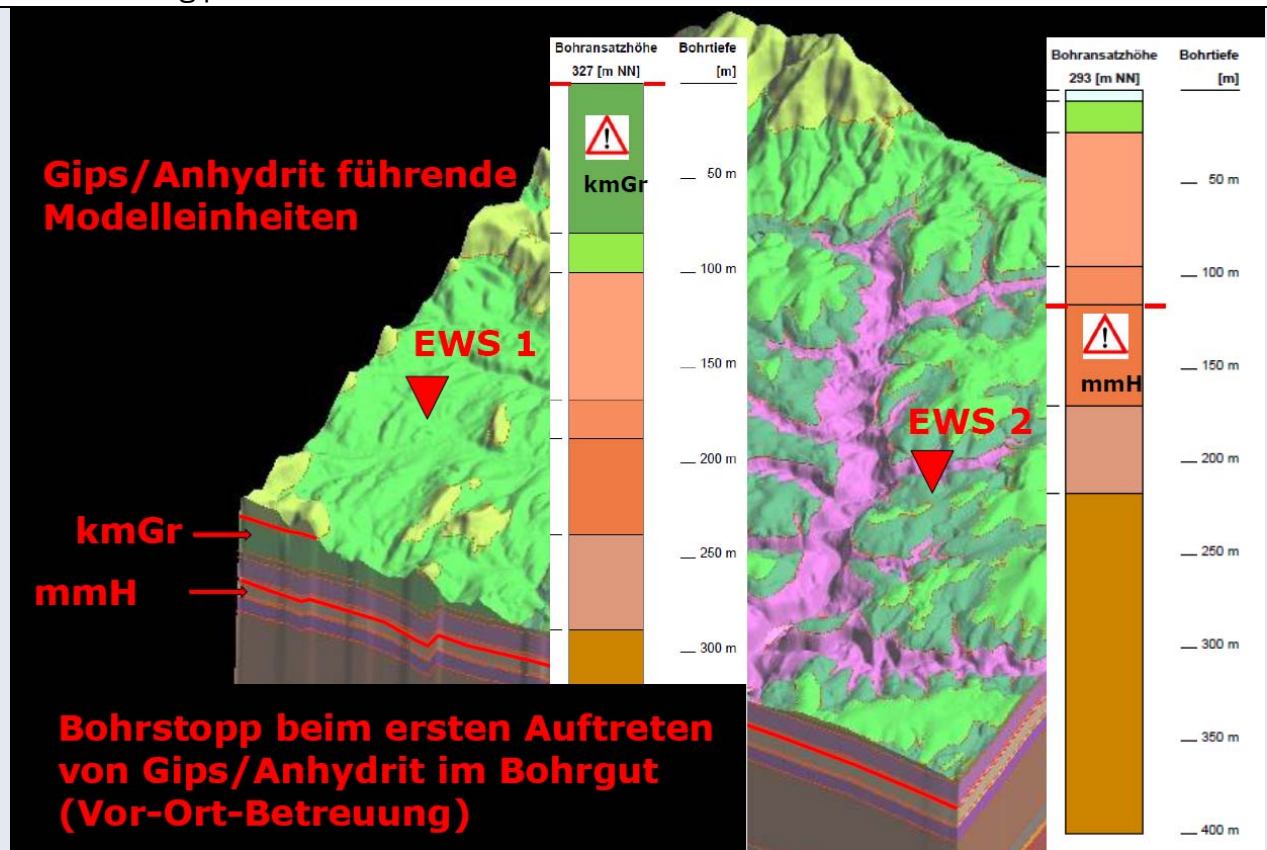 Gips/Anhydrit führende
Modelleinheiten
EWS 1
kmGr
mmH
Bohransatzhöhe
327 [m NN]
Bohrtiefe
[m]
kmGr
50 m
100 m
150 m
200 m
250 m
300 m
EWS 2
Bohransatzhöhe
293 [m NN]
Bohrtiefe
[m]
mmH
50 m
100 m
150 m
200 m
250 m
300 m
350 m
400 m
Bohrstopp beim ersten Auftreten
von Gips/Anhydrit im Bohrgut
(Vor-Ort-Betreuung)